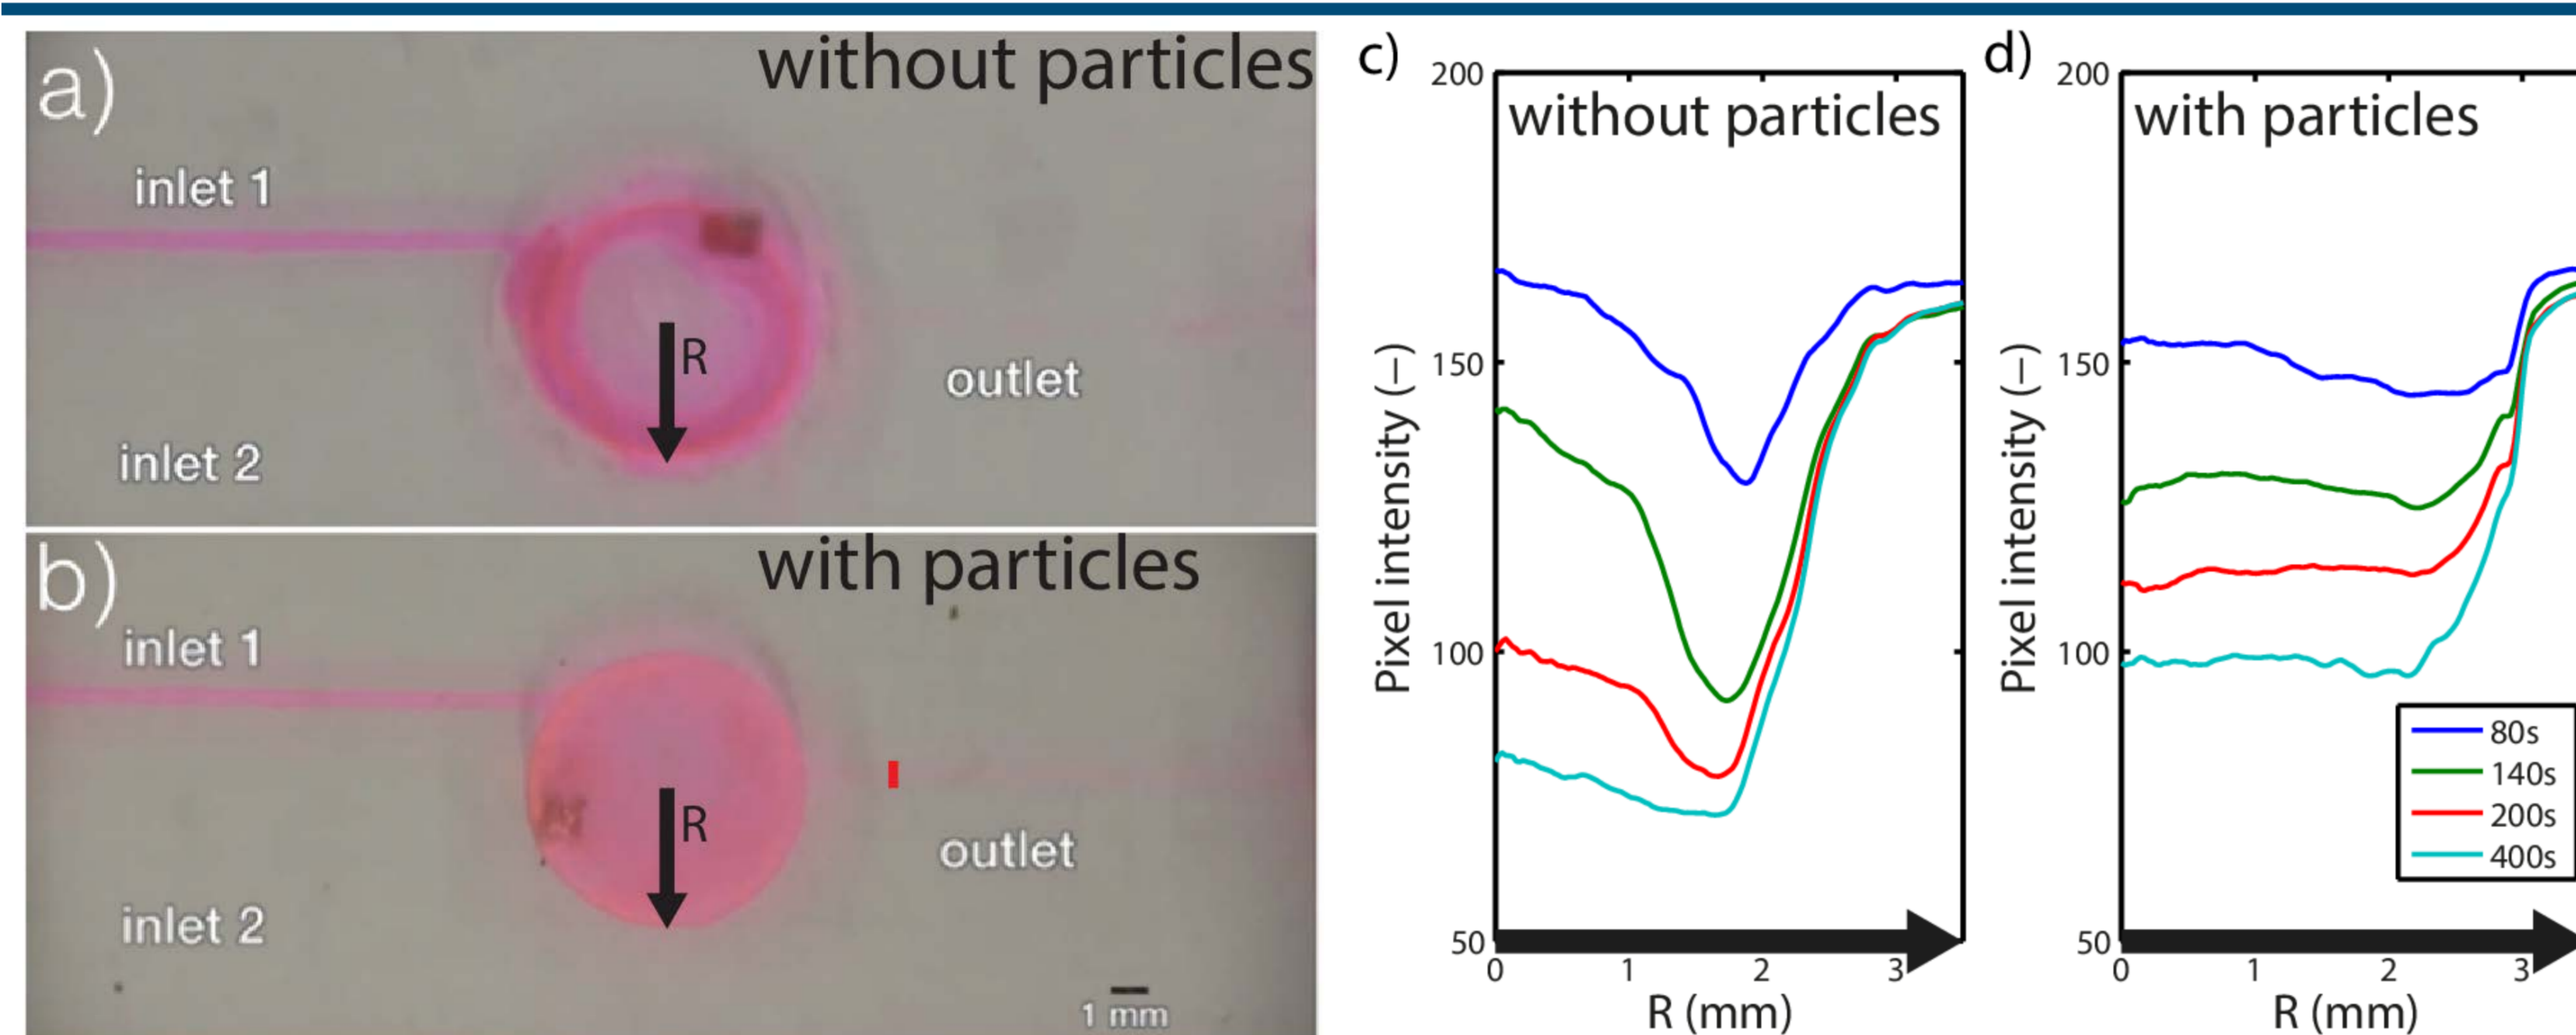 a)
without particles
inlet 1
R
outlet
inlet 2
b)
with particles
inlet 1
R
outlet
inlet 2
1 mm
c)
200
without particles
150
100
50
Pixel intensity (−)
0 1 2 3
R (mm)
d)
200
with particles
150
100
50
Pixel intensity (−)
80s
140s
200s
400s
0 1 2 3
R (mm)